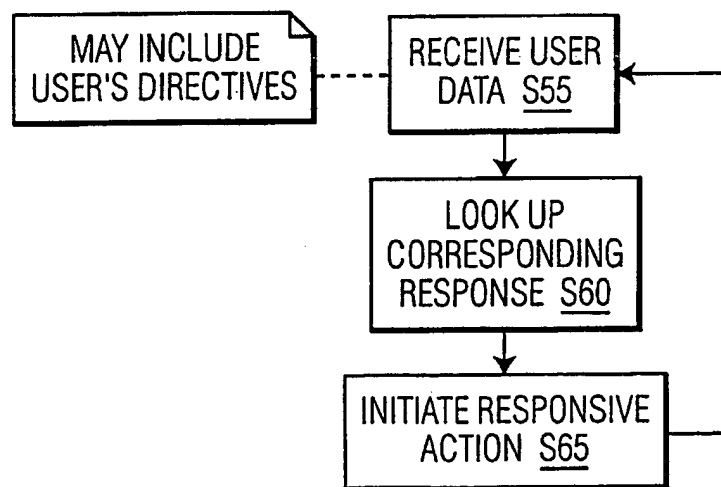 MAY INCLUDE
USER'S DIRECTIVES
RECEIVE USER
DATA S55
LOOK UP
CORRESPONDING
RESPONSE S60
INITIATE RESPONSIVE
ACTION S65